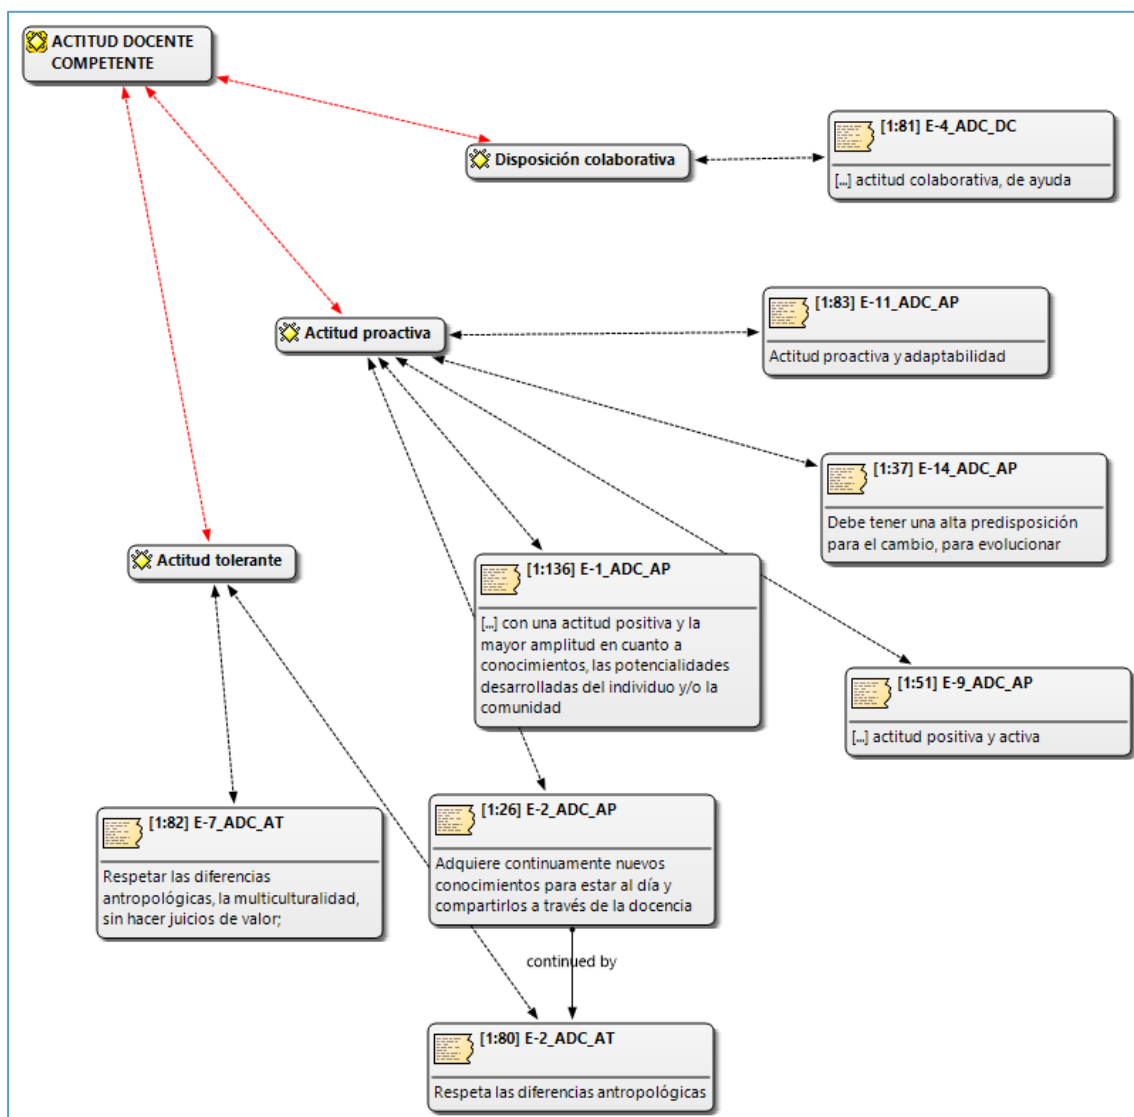 ACTITUD DOCENTE
COMPETENTE
Disposición colaborativa
[1:81] E-4_ADC_DC
[...] actitud colaborativa, de ayuda
Actitud proactiva
[1:83] E-11_ADC_AP
Actitud proactiva y adaptabilidad
[1:37] E-14_ADC_AP
Debe tener una alta predisposición
para el cambio, para evolucionar
Actitud tolerante
[1:136] E-1_ADC_AP
[...] con una actitud positiva y la
mayor amplitud en cuanto a
conocimientos, las potencialidades
desarrolladas del individuo y/o la
comunidad
[1:51] E-9_ADC_AP
[...] actitud positiva y activa
[1:82] E-7_ADC_AT
Respetar las diferencias
antropológicas, la multiculturalidad,
sin hacer juicios de valor;
[1:26] E-2_ADC_AP
Adquiere continuamente nuevos
conocimientos para estar al día y
compartirlos a través de la docencia
continued by
[1:80] E-2_ADC_AT
Respeta las diferencias antropológicas